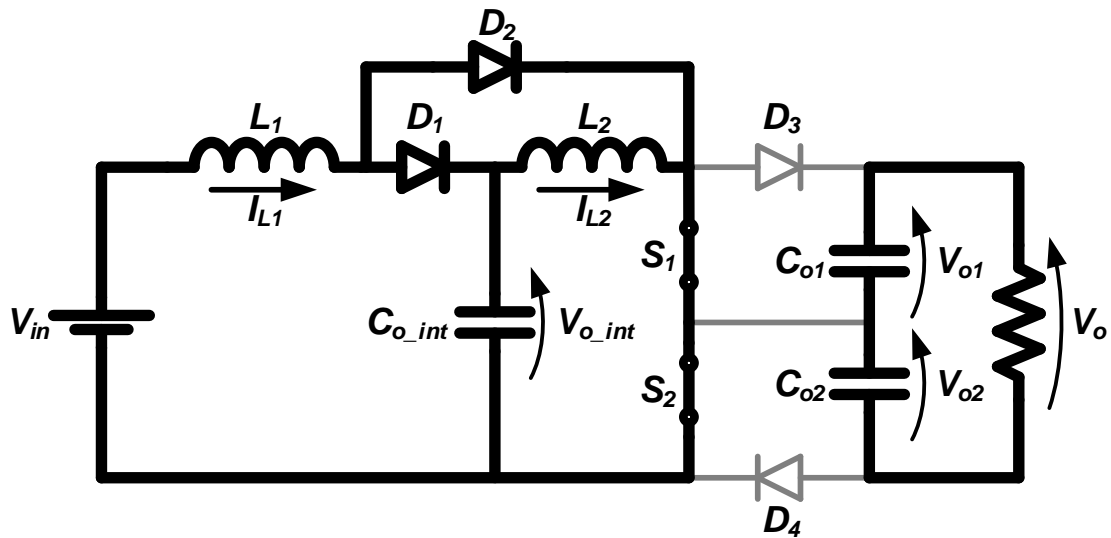 D2
L1
D1
L2
D3
IL1
IL2
S1
Co1
Vo1
Vin
Co_int
Vo_int
Vo
S2
Co2
Vo2
D4